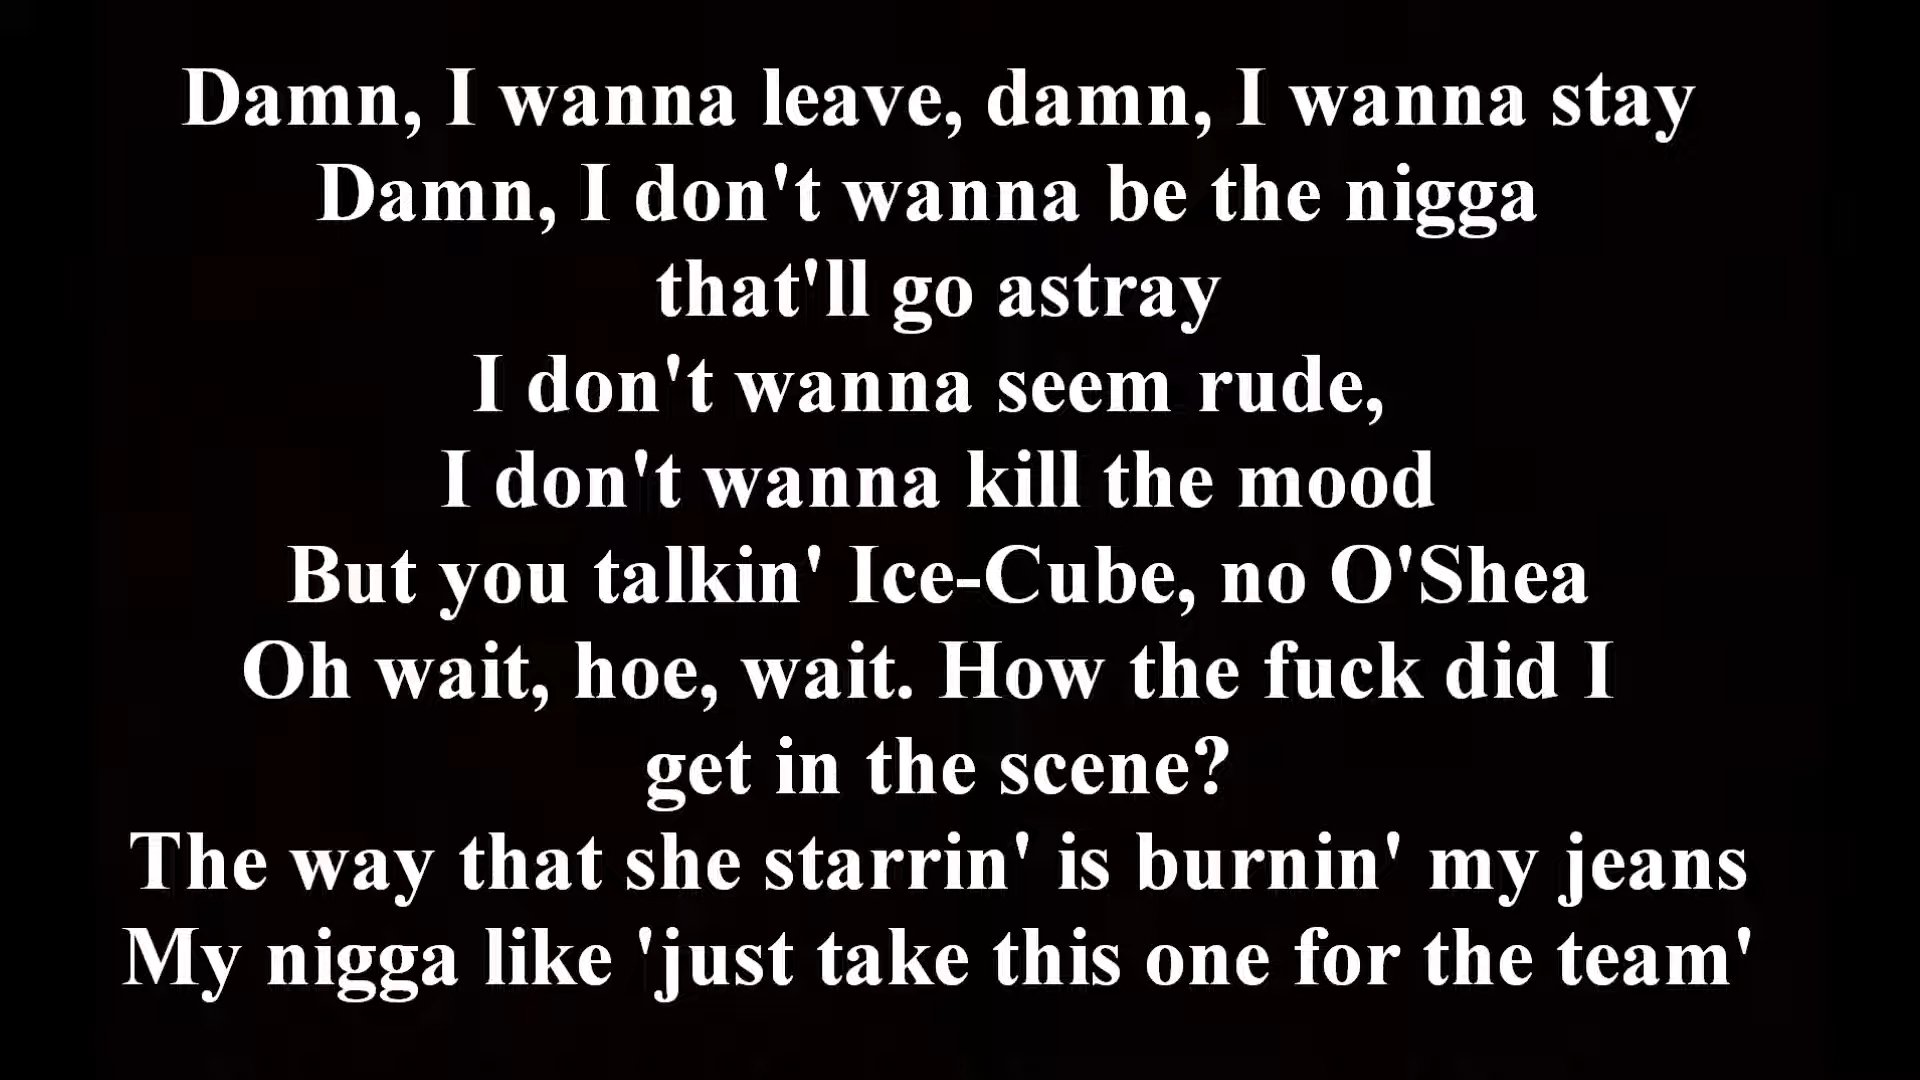 Damn, I wanna leave, damn, I wanna stay
Damn, I don't wanna be the nigga
that'll go astray
I don't wanna seem rude,
I don't wanna kill the mood
But you talkin' Ice-Cube, no O'Shea
Oh wait, hoe, wait. How the fuck did I
get in the scene?
The way that she starrin' is burnin' my jeans
My nigga like 'just take this one for the team'